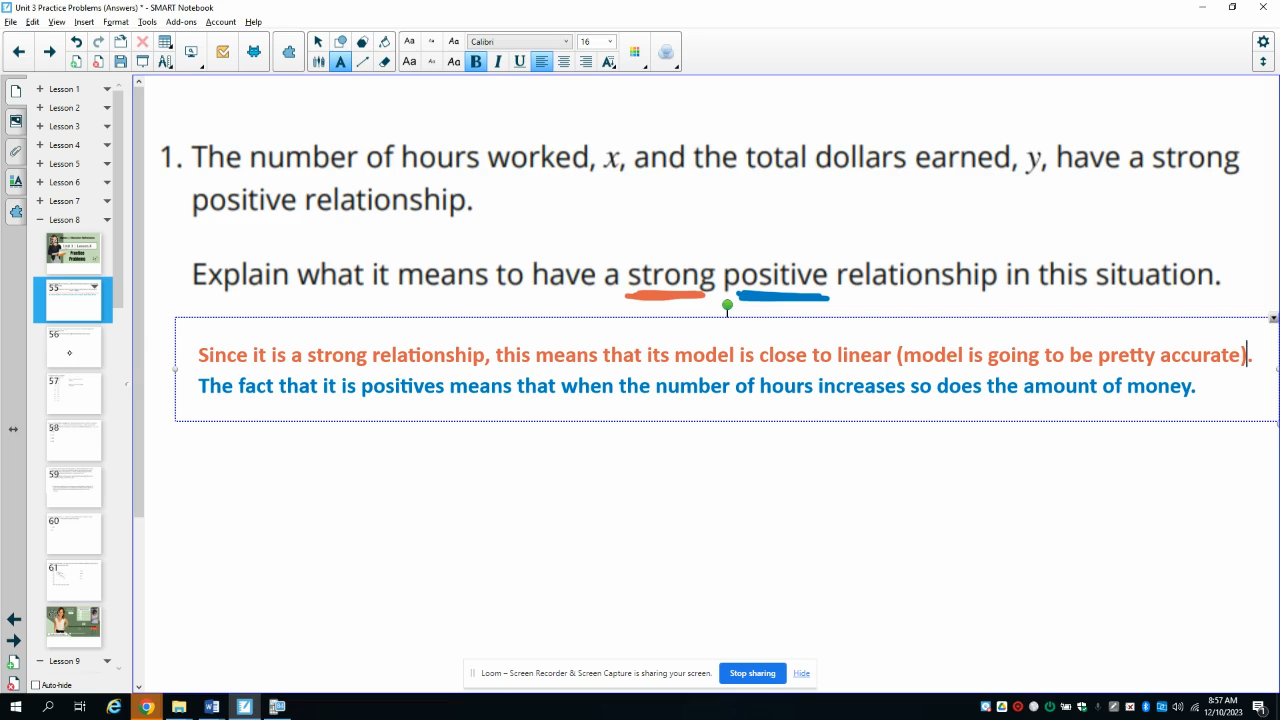 Unit 3 Practice Problems (Answers) * - SMART Notebook
File Edit View Insert Format Tools Add-ons Account Help
Calibri 16
Lesson 1
Lesson 2
Lesson 3
Lesson 4
Lesson 5
Lesson 6
Lesson 7
Lesson 8
55
56
57
58
59
60
61
Lesson 9
Auto-hide
1. The number of hours worked, x, and the total dollars earned, y, have a strong
positive relationship.
Explain what it means to have a strong positive relationship in this situation.
Since it is a strong relationship, this means that its model is close to linear (model is going to be pretty accurate).
The fact that it is positives means that when the number of hours increases so does the amount of money.
Loom – Screen Recorder & Screen Capture is sharing your screen. Stop sharing Hide
8:57 AM
12/10/2023